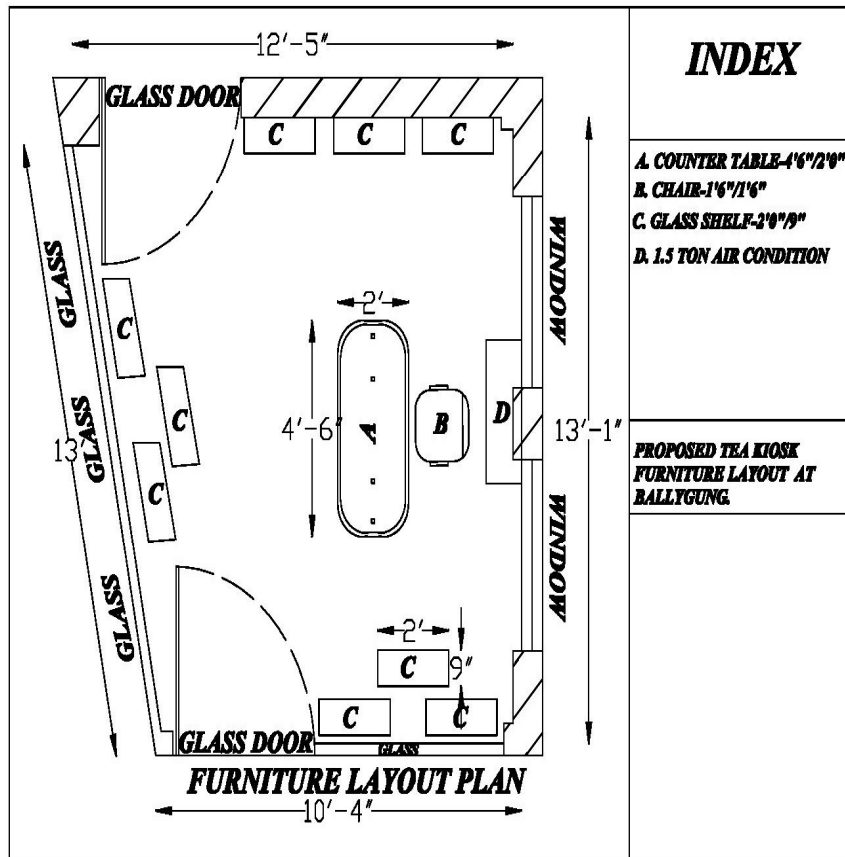 12'-5"
GLASS DOOR
C C C
GLASS
WINDOW
C
2'
C
GLASS
13'
4'-6"
A
B
D
13'-1"
C
GLASS
WINDOW
2'
C
9"
C
C
GLASS DOOR
GLASS
FURNITURE LAYOUT PLAN
10'-4"
INDEX
A. COUNTER TABLE-4'6"/2'0"
B. CHAIR-1'6"/1'6"
C. GLASS SHELF-2'0"/9"
D. 1.5 TON AIR CONDITION
PROPOSED TEA KIOSK
FURNITURE LAYOUT AT
BALLYGUNG.